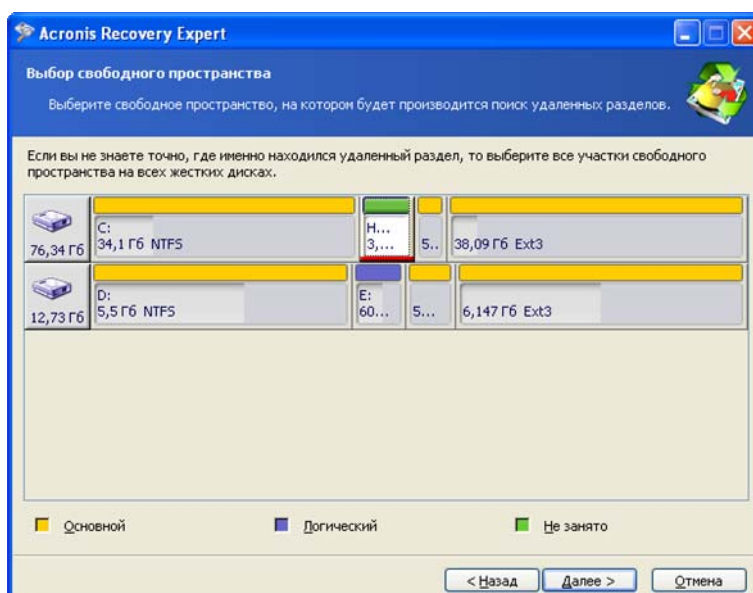 Acronis Recovery Expert
Выбор свободного пространства
Выберите свободное пространство, на котором будет производится поиск удаленных разделов.
Если вы не знаете точно, где именно находился удаленный раздел, то выберите все участки свободного
пространства на всех жестких дисках.
76,34 Гб
C:
34,1 Гб NTFS
Н...
3,...
5..
38,09 Гб Ext3
12,73 Гб
D:
5,5 Гб NTFS
E:
60...
5...
6,147 Гб Ext3
Основной
Логический
Не занято
< Назад
Далее >
Отмена